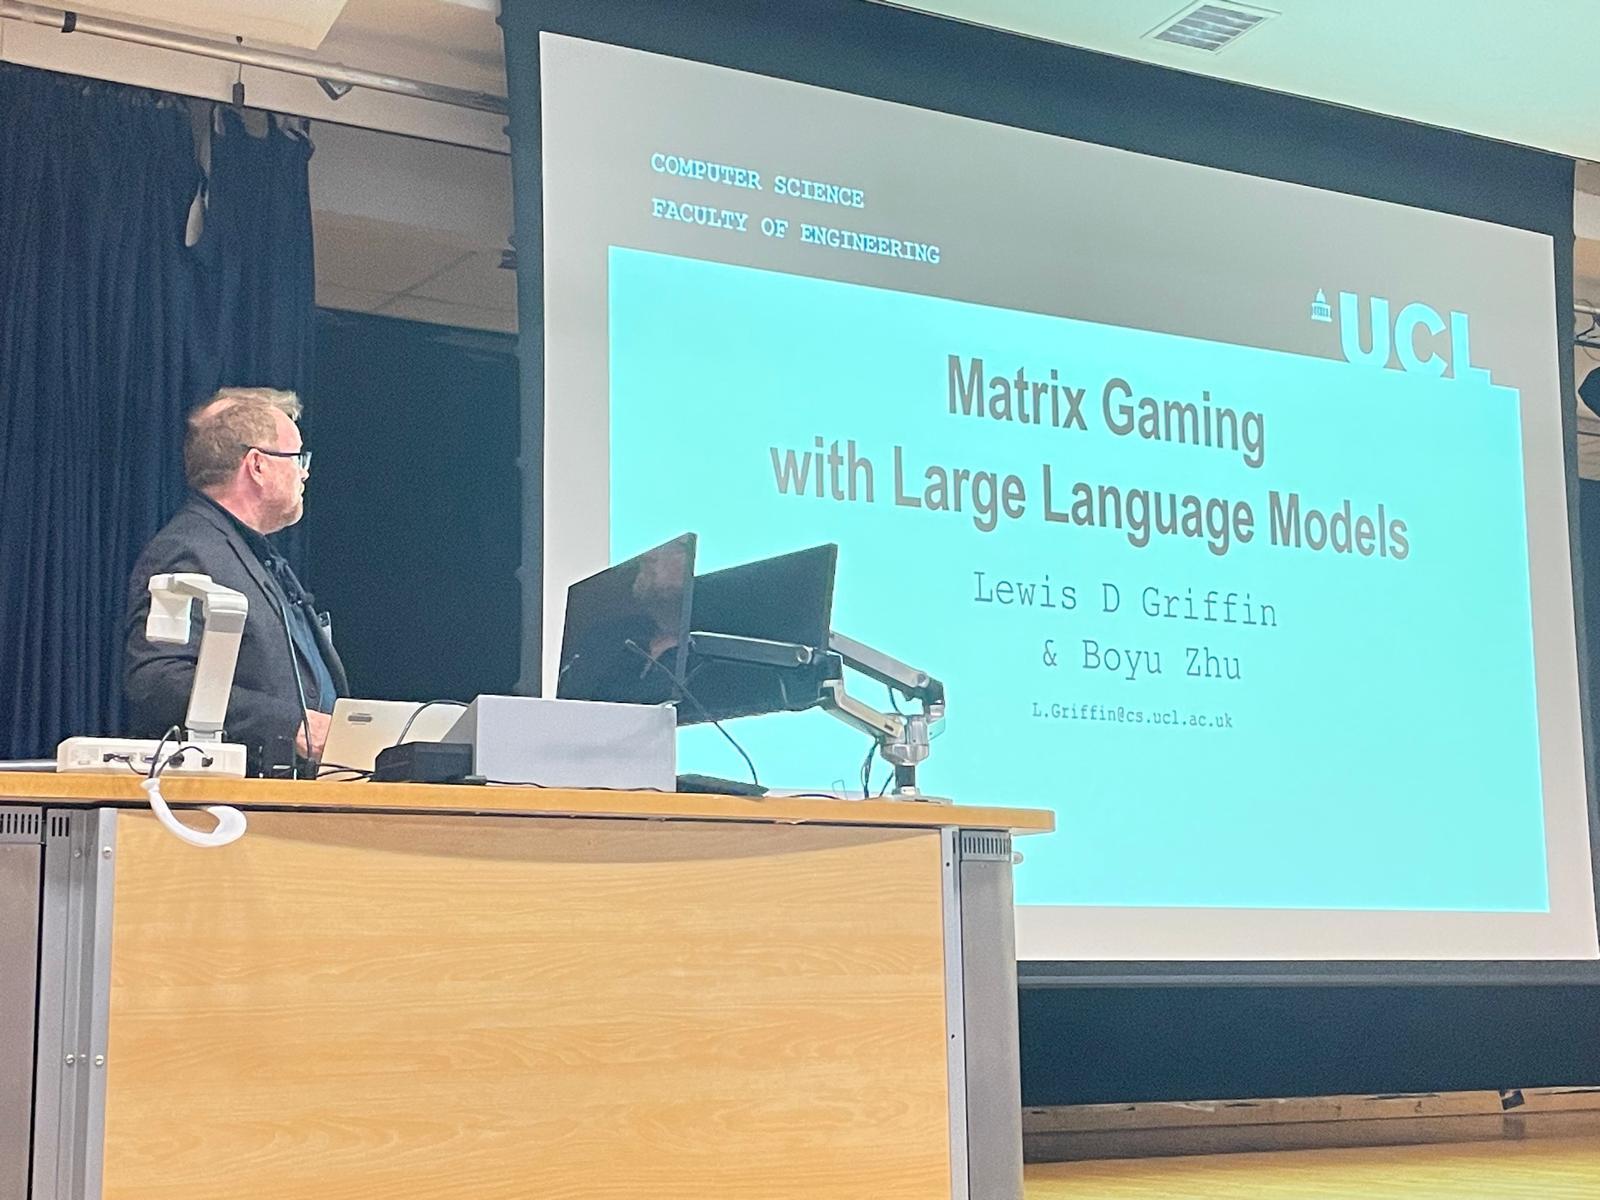 COMPUTER SCIENCE
FACULTY OF ENGINEERING
UCL
Matrix Gaming
with Large Language Models
Lewis D Griffin
& Boyu Zhu
L.Griffin@cs.ucl.ac.uk